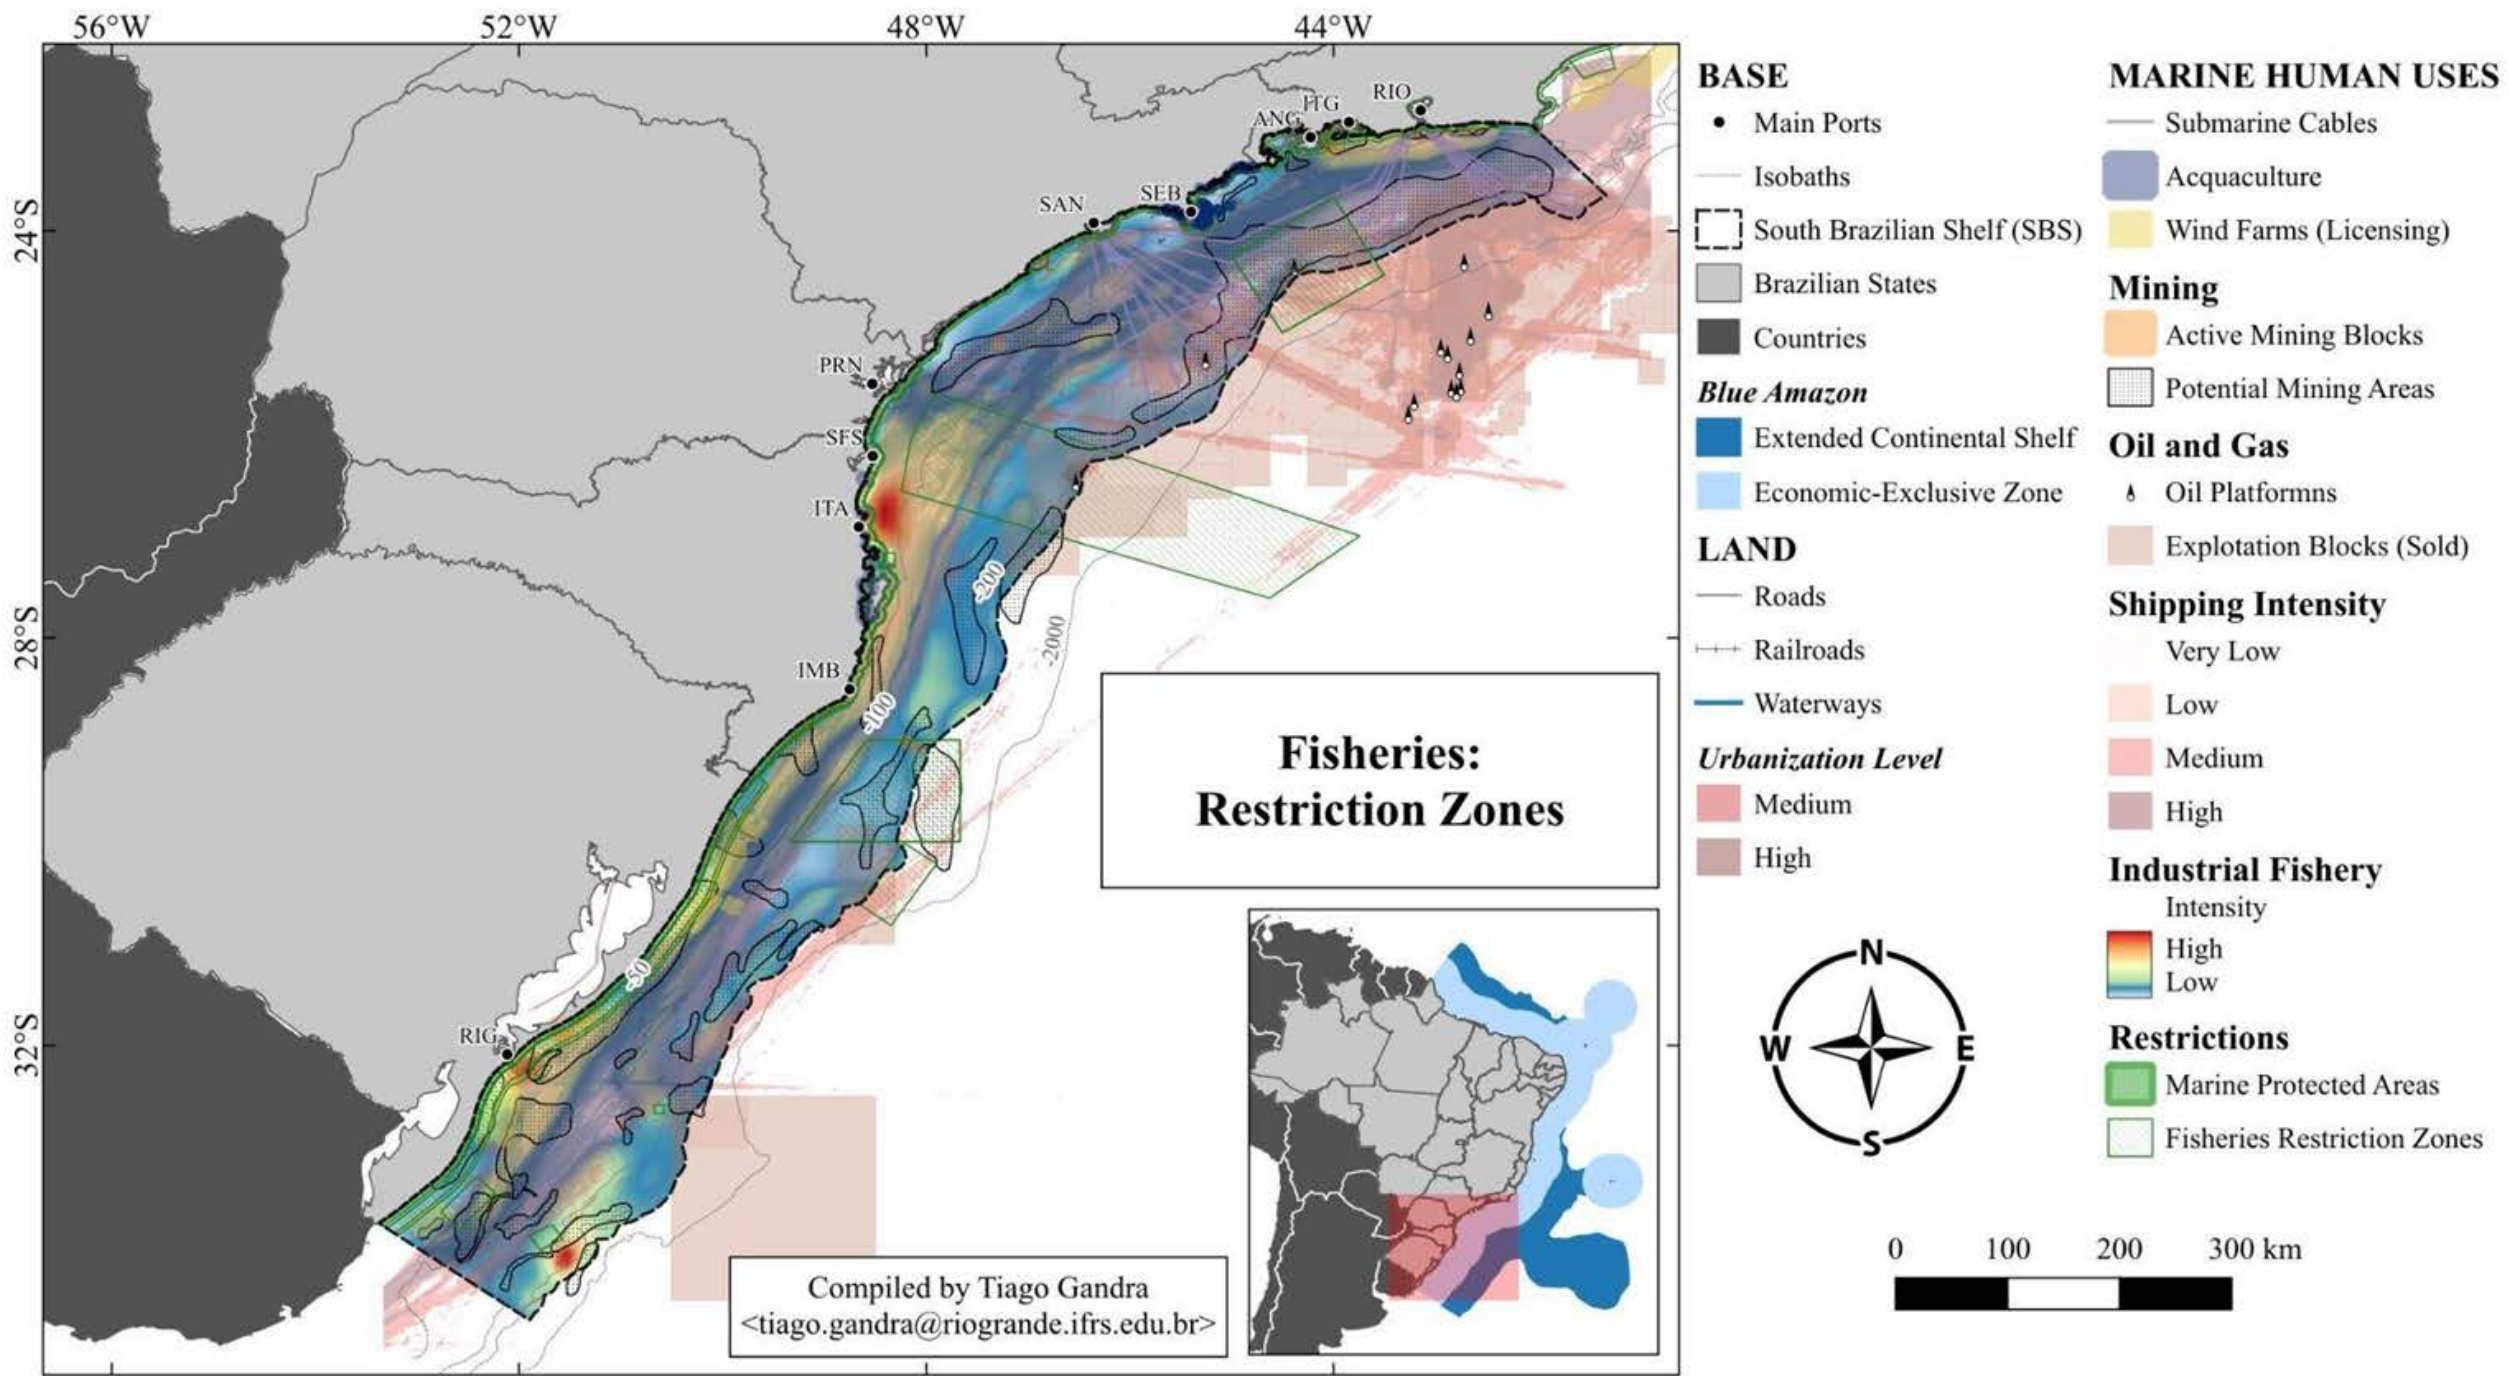 56°W
52°W
48°W
44°W
24°S
28°S
32°S
RIO
ITG
ANG
SEB
SAN
PRN
SFS
ITA
IMB
RIG
-200
-2000
-100
-50
Fisheries:
Restriction Zones
Compiled by Tiago Gandra
<tiago.gandra@riogrande.ifrs.edu.br>
BASE
Main Ports
Isobaths
South Brazilian Shelf (SBS)
Brazilian States
Countries
Blue Amazon
Extended Continental Shelf
Economic-Exclusive Zone
LAND
Roads
Railroads
Waterways
Urbanization Level
Medium
High
MARINE HUMAN USES
Submarine Cables
Acquaculture
Wind Farms (Licensing)
Mining
Active Mining Blocks
Potential Mining Areas
Oil and Gas
Oil Platformns
Explotation Blocks (Sold)
Shipping Intensity
Very Low
Low
Medium
High
Industrial Fishery
Intensity
High
Low
Restrictions
Marine Protected Areas
Fisheries Restriction Zones
N
W
E
S
0 100 200 300 km